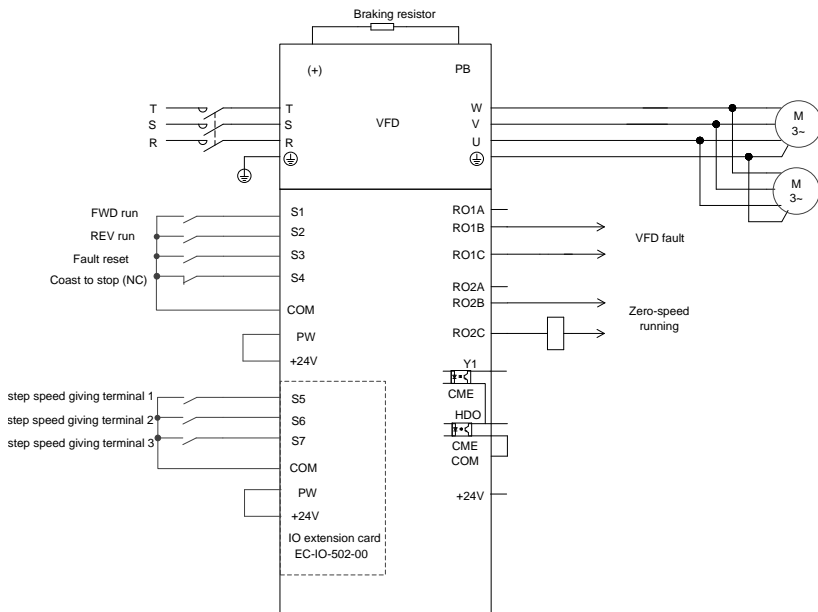 Braking resistor
(+)
PB
T
S
R
T
S
R
VFD
W
V
U
M
3~
M
3~
FWD run
REV run
Fault reset
Coast to stop (NC)
S1
S2
S3
S4
COM
PW
+24V
RO1A
RO1B
RO1C
VFD fault
RO2A
RO2B
RO2C
Zero-speed
running
Y1
CME
HDO
CME
COM
+24V
step speed giving terminal 1
step speed giving terminal 2
step speed giving terminal 3
S5
S6
S7
COM
PW
+24V
IO extension card
EC-IO-502-00